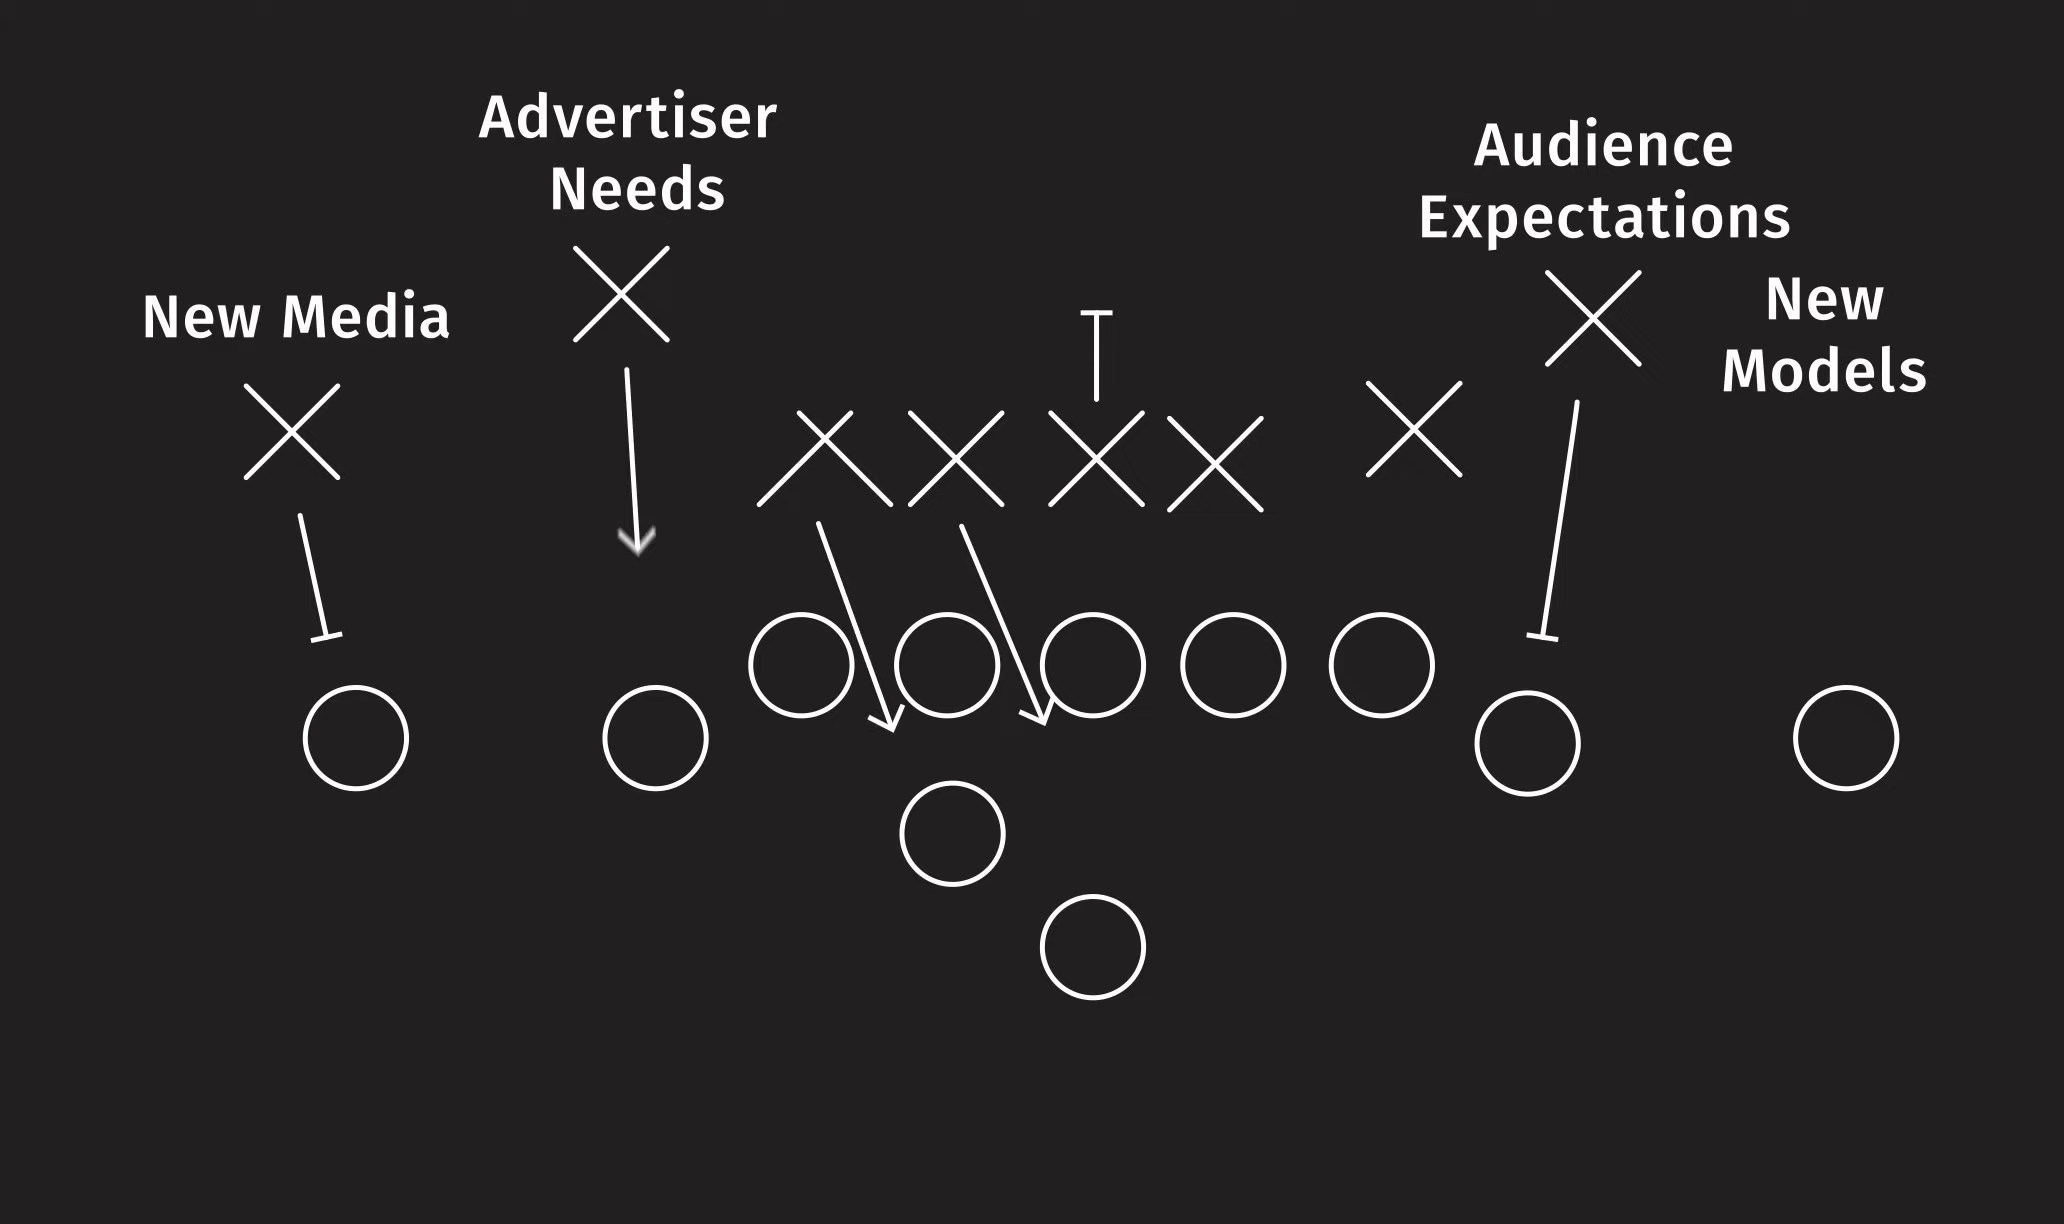 Advertiser
Needs
New Media
Audience
Expectations
New
Models